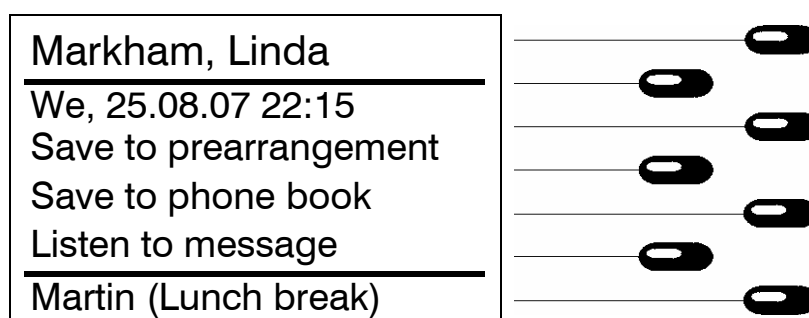 Markham, Linda
We, 25.08.07 22:15
Save to prearrangement
Save to phone book
Listen to message
Martin (Lunch break)